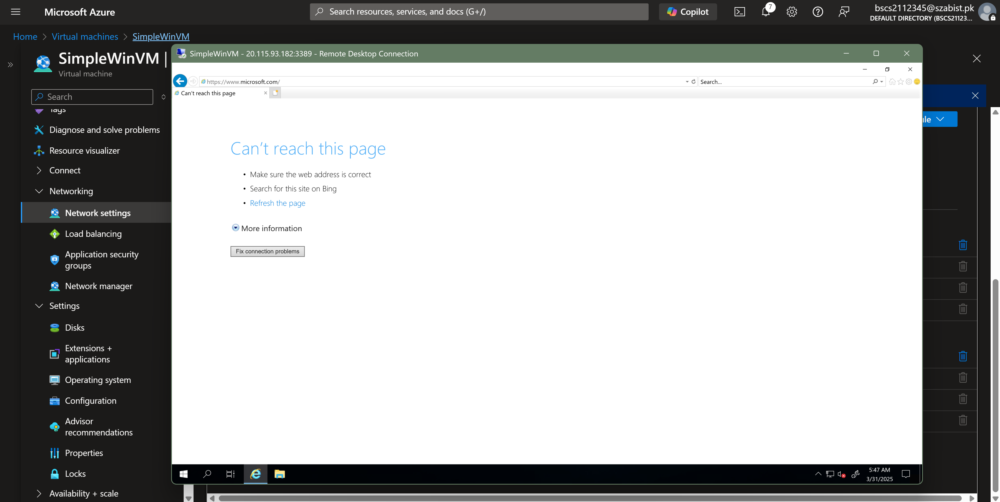 Microsoft Azure
Search resources, services, and docs (G+/)
Copilot
7
bscs2112345@szabist.pk
DEFAULT DIRECTORY (BSCS21123...
Home > Virtual machines > SimpleWinVM
SimpleWinVM |
Virtual machine
Search
Tags
Diagnose and solve problems
Resource visualizer
Connect
Networking
Network settings
Load balancing
Application security
groups
Network manager
Settings
Disks
Extensions +
applications
Operating system
Configuration
Advisor
recommendations
Properties
Locks
Availability + scale
SimpleWinVM - 20.115.93.182:3389 - Remote Desktop Connection
https://www.microsoft.com/
Search...
Can't reach this page
Can't reach this page
• Make sure the web address is correct
• Search for this site on Bing
• Refresh the page
More information
Fix connection problems
5:47 AM
3/31/2025